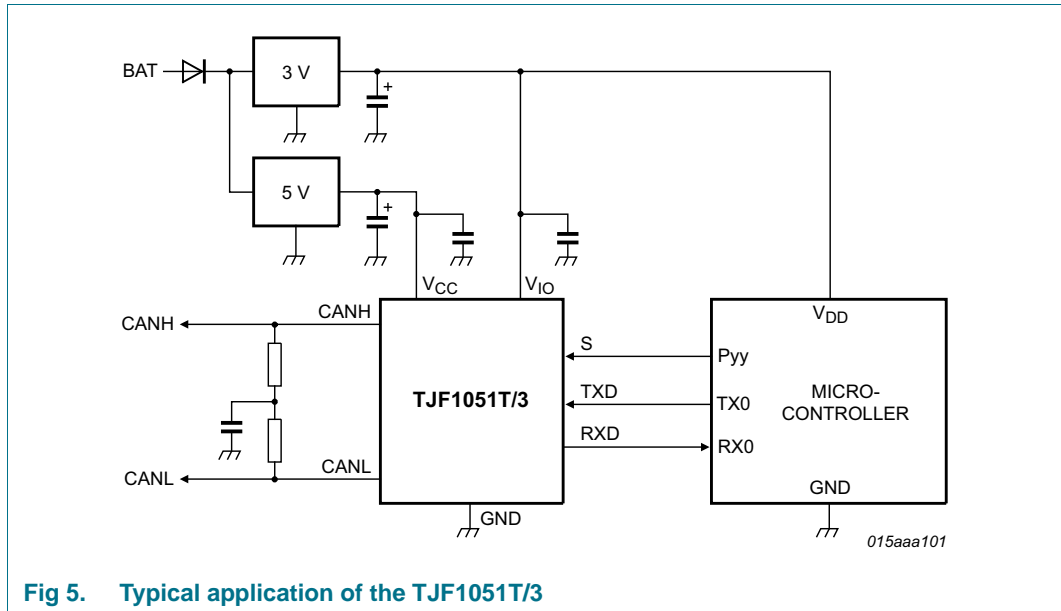 BAT
3 V
+
5 V
+
VCC
VIO
VDD
CANH
CANH
S
Pyy
TJF1051T/3
TXD
TX0
MICRO-
CONTROLLER
RXD
RX0
CANL
CANL
GND
GND
015aaa101
Fig 5. Typical application of the TJF1051T/3